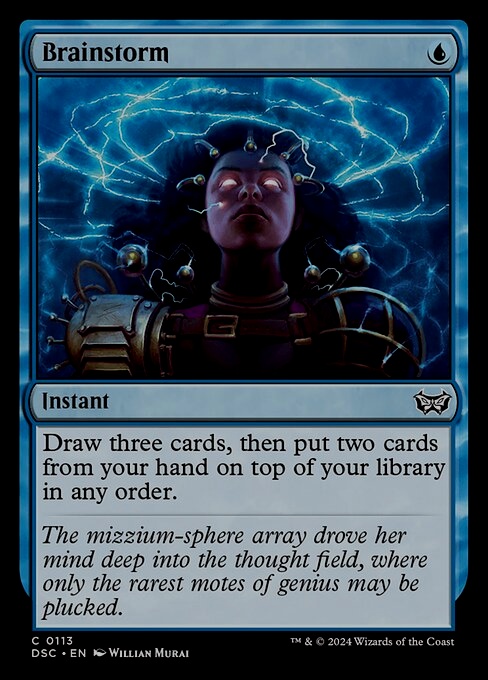 Brainstorm
Instant
Draw three cards, then put two cards
from your hand on top of your library
in any order.
The mizzium-sphere array drove her
mind deep into the thought field, where
only the rarest motes of genius may be
plucked.
C 0113
DSC • EN Willian Murai
™ & © 2024 Wizards of the Coast